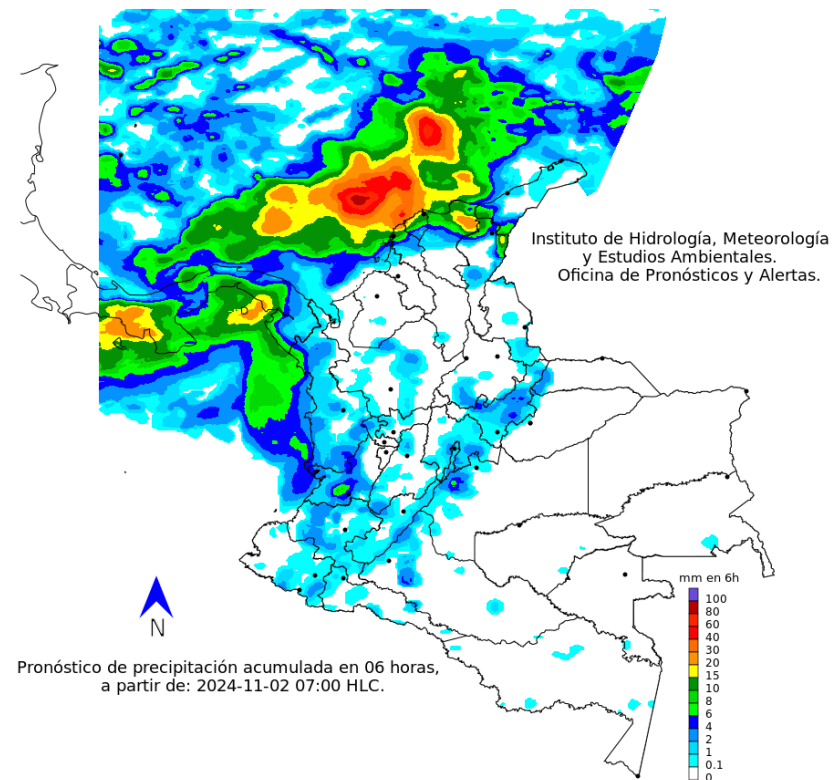 Instituto de Hidrología, Meteorología
y Estudios Ambientales.
Oficina de Pronósticos y Alertas.
N
Pronóstico de precipitación acumulada en 06 horas,
a partir de: 2024-11-02 07:00 HLC.
mm en 6h
100
80
60
40
30
20
15
10
8
6
4
2
1
0.1
0